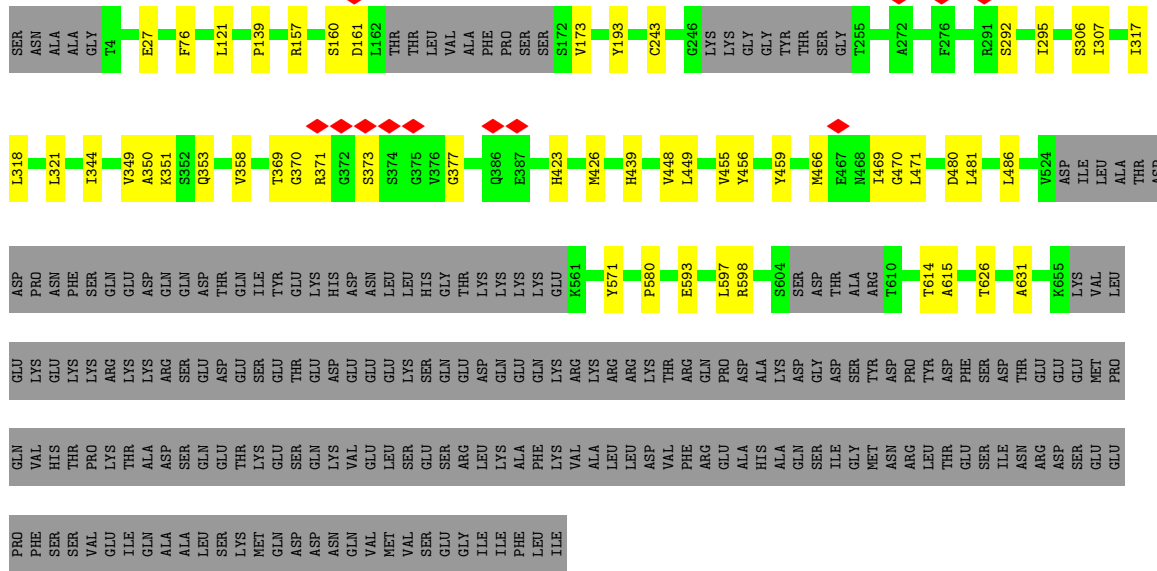 SER ASN ALA ALA GLY T4 E27 F76 L121 P139 R157 S160 D161 L162 THR THR LEU VAL ALA PHE PRO SER SER S172 V173 Y193 C243 G246 LYS LYS GLY GLY TYR THR SER GLY T255 A272 F276 R291 S292 I295 S306 I307 I317
L318 L321 I344 V349 A350 K351 S352 Q353 V358 T369 G370 R371 G372 S373 S374 G375 V376 G377 Q386 E387 H423 M426 H439 V448 L449 V455 Y456 Y459 M466 E467 N468 I469 G470 L471 D480 L481 L486 V524 ASP ILE LEU ALA THR ASP
ASP PRO ASN PHE SER GLN GLU ASP GLN GLN ASP THR GLN ILE TYR GLU LYS HIS ASP ASN LEU LEU HIS GLY THR LYS LYS LYS LYS GLU K561 Y571 P580 E593 L597 R598 S604 SER ASP THR ALA ARG T610 T614 A615 T626 A631 K655 LYS VAL LEU
GLU LYS GLU LYS LYS ARG LYS LYS ARG SER GLU ASP GLU SER GLU THR GLU ASP GLU GLU GLU LYS SER GLN GLU ASP GLN GLU GLN LYS ARG LYS ARG ARG LYS THR ARG GLN PRO ASP ALA LYS ASP GLY ASP SER TYR ASP PRO TYR ASP PHE SER ASP THR GLU GLU GLU MET PRO
GLN VAL HIS THR PRO LYS THR ALA ASP SER GLN GLU THR LYS GLU SER GLN LYS VAL GLU LEU SER GLU SER ARG LEU LYS ALA PHE LYS VAL ALA LEU LEU ASP VAL PHE ARG GLU ALA HIS ALA GLN SER ILE GLY MET ASN ARG LEU THR GLU SER ILE ASN ARG ASP SER GLU GLU
PRO PHE SER SER VAL GLU ILE GLN ALA ALA LEU SER LYS MET GLN ASP ASP ASN GLN VAL MET VAL SER GLU GLY ILE ILE PHE LEU ILE